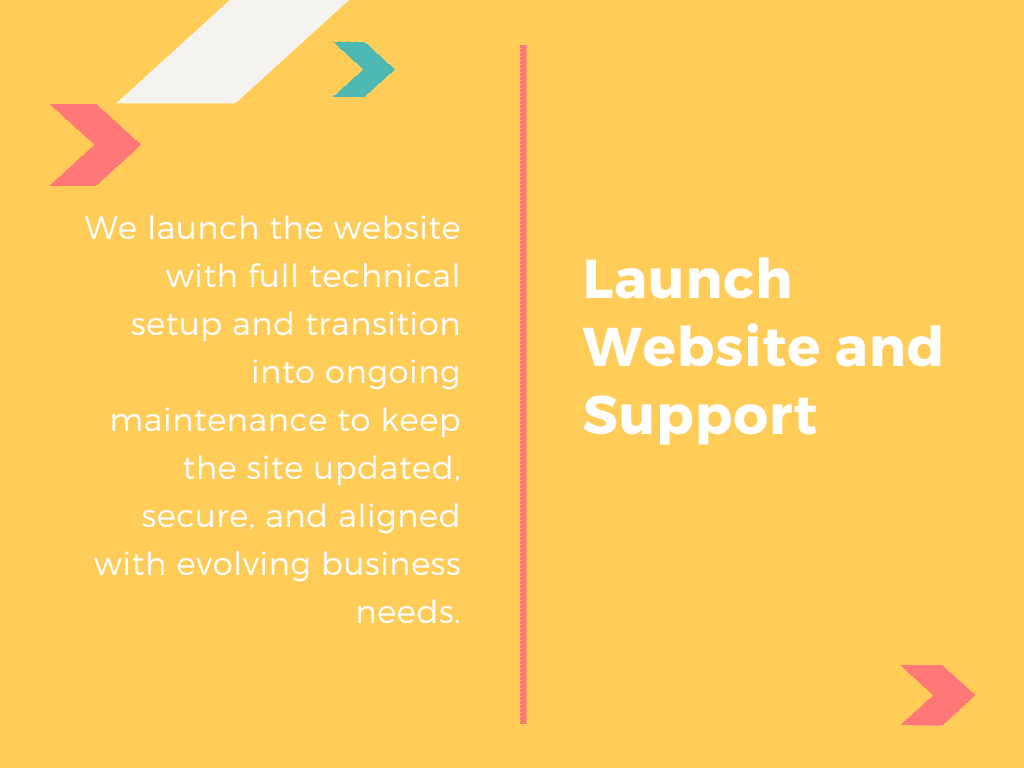 We launch the website
with full technical
setup and transition
into ongoing
maintenance to keep
the site updated,
secure, and aligned
with evolving business
needs.
Launch
Website and
Support